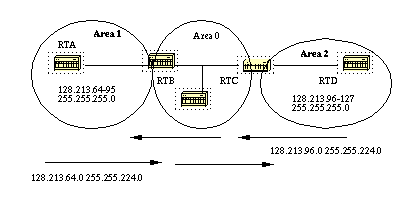 RTA
Area 1
Area 0
Area 2
RTB
RTC
RTD
128.213.64-95
255.255.255.0
128.213.96-127
255.255.255.0
128.213.96.0 255.255.224.0
128.213.64.0 255.255.224.0